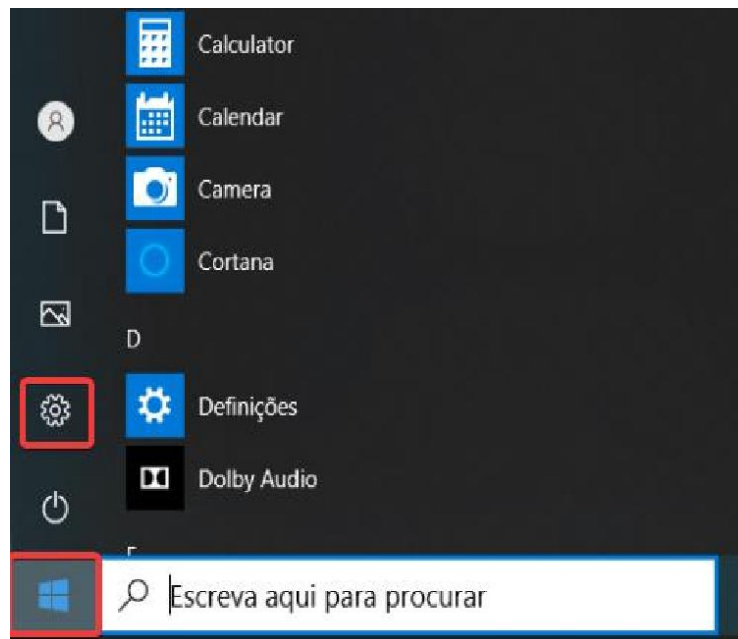 Calculator
Calendar
Camera
Cortana
D
Definições
Dolby Audio
Escreva aqui para procurar